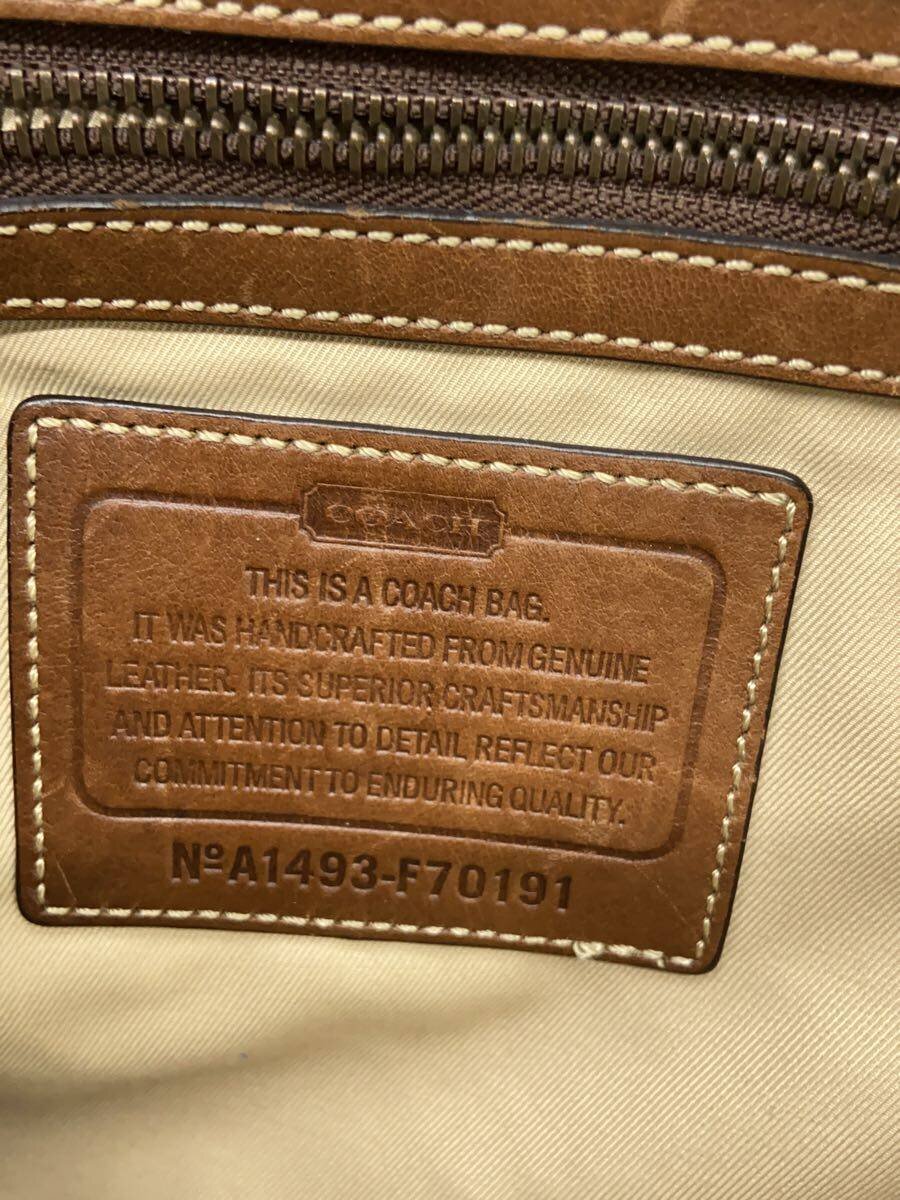 COACH
THIS IS A COACH BAG.
IT WAS HANDCRAFTED FROM GENUINE
LEATHER. ITS SUPERIOR CRAFTSMANSHIP
AND ATTENTION TO DETAIL REFLECT OUR
COMMITMENT TO ENDURING QUALITY.
NºA1493-F70191